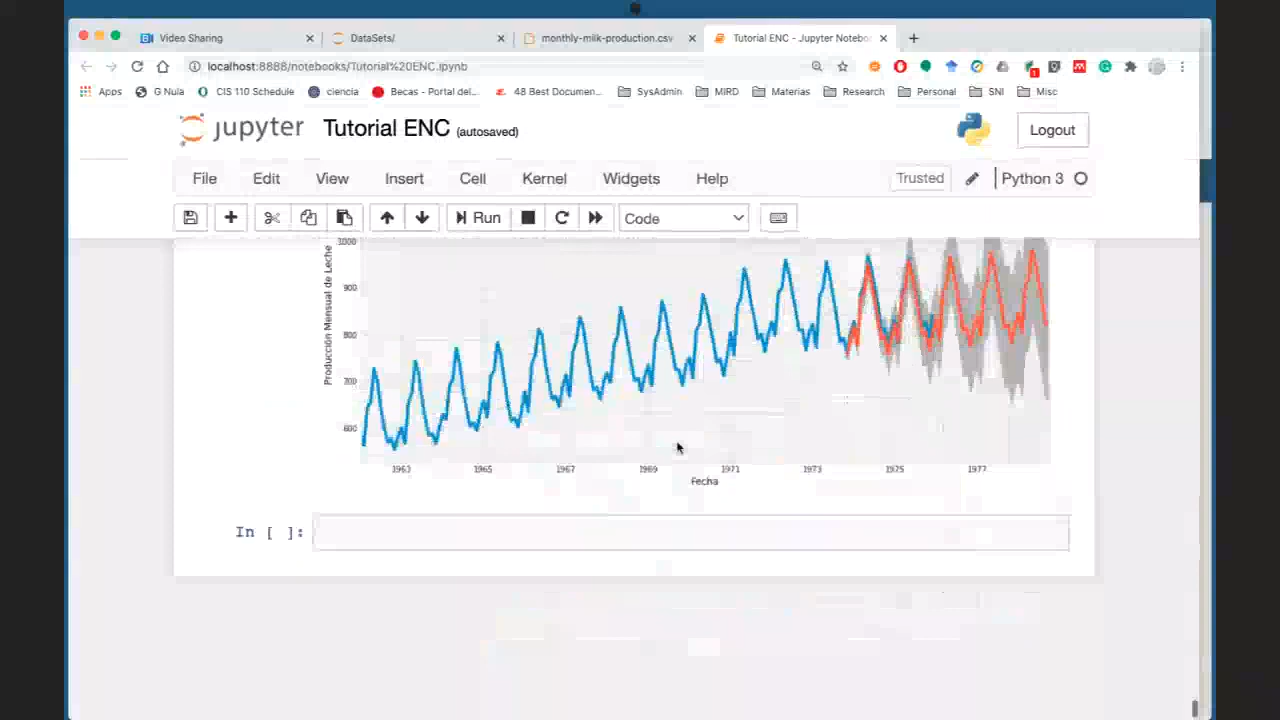 Video Sharing
DataSets/
monthly-milk-production.csv
Tutorial ENC - Jupyter Noteboo
localhost:8888/notebooks/Tutorial%20ENC.ipynb
Apps G Nula CIS 110 Schedule ciencia Becas - Portal del... 48 Best Documen... SysAdmin MIRD Materias Research Personal SNI Misc
jupyter Tutorial ENC (autosaved)
Logout
File Edit View Insert Cell Kernel Widgets Help
Trusted
Python 3
Run
Code
Producción Mensual de Leche
1000
900
800
700
600
1963 1965 1967 1969 1971 1973 1975 1977
Fecha
In [ ]: